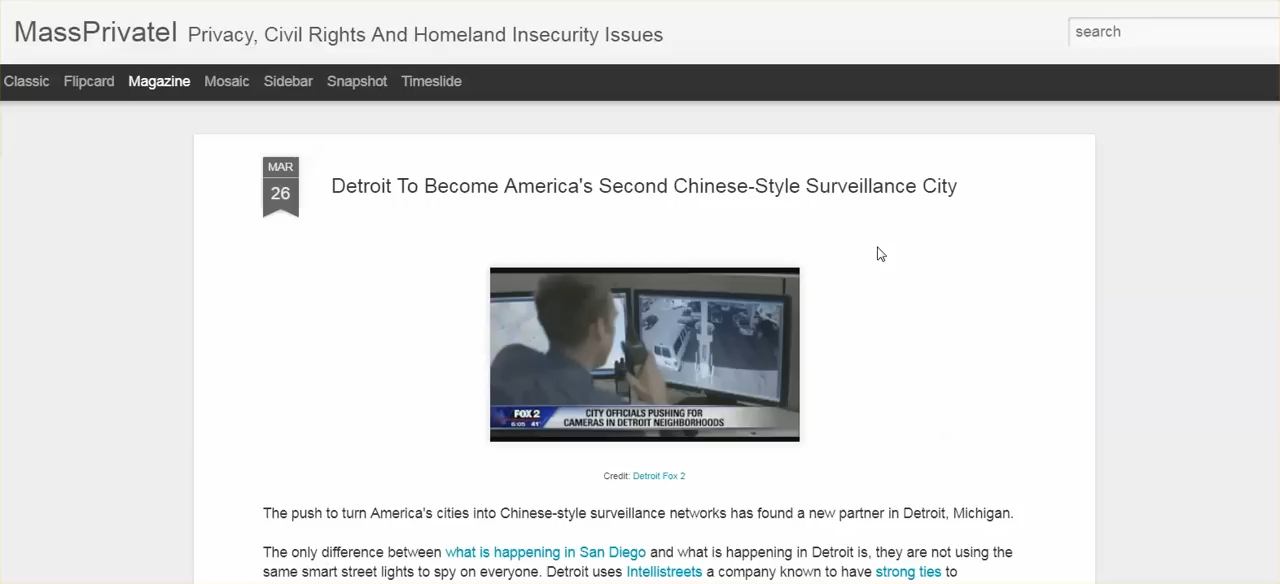 MassPrivateI Privacy, Civil Rights And Homeland Insecurity Issues
search
Classic Flipcard Magazine Mosaic Sidebar Snapshot Timeslide
MAR
26
Detroit To Become America's Second Chinese-Style Surveillance City
FOX 2
6:05 41°
CITY OFFICIALS PUSHING FOR
CAMERAS IN DETROIT NEIGHBORHOODS
Credit: Detroit Fox 2
The push to turn America's cities into Chinese-style surveillance networks has found a new partner in Detroit, Michigan.
The only difference between what is happening in San Diego and what is happening in Detroit is, they are not using the
same smart street lights to spy on everyone. Detroit uses Intellistreets a company known to have strong ties to